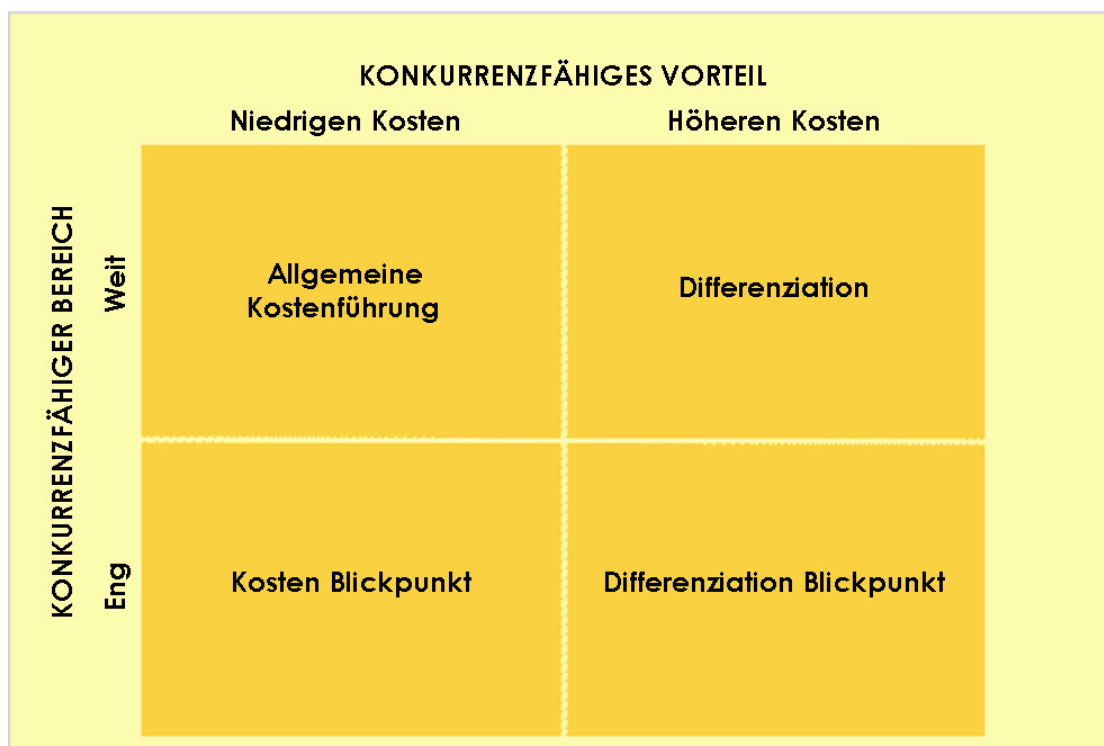 KONKURRENZFÄHIGES VORTEIL
Niedrigen Kosten
Höheren Kosten
KONKURRENZFÄHIGER BEREICH
Weit
Allgemeine
Kostenführung
Differenziation
Eng
Kosten Blickpunkt
Differenziation Blickpunkt